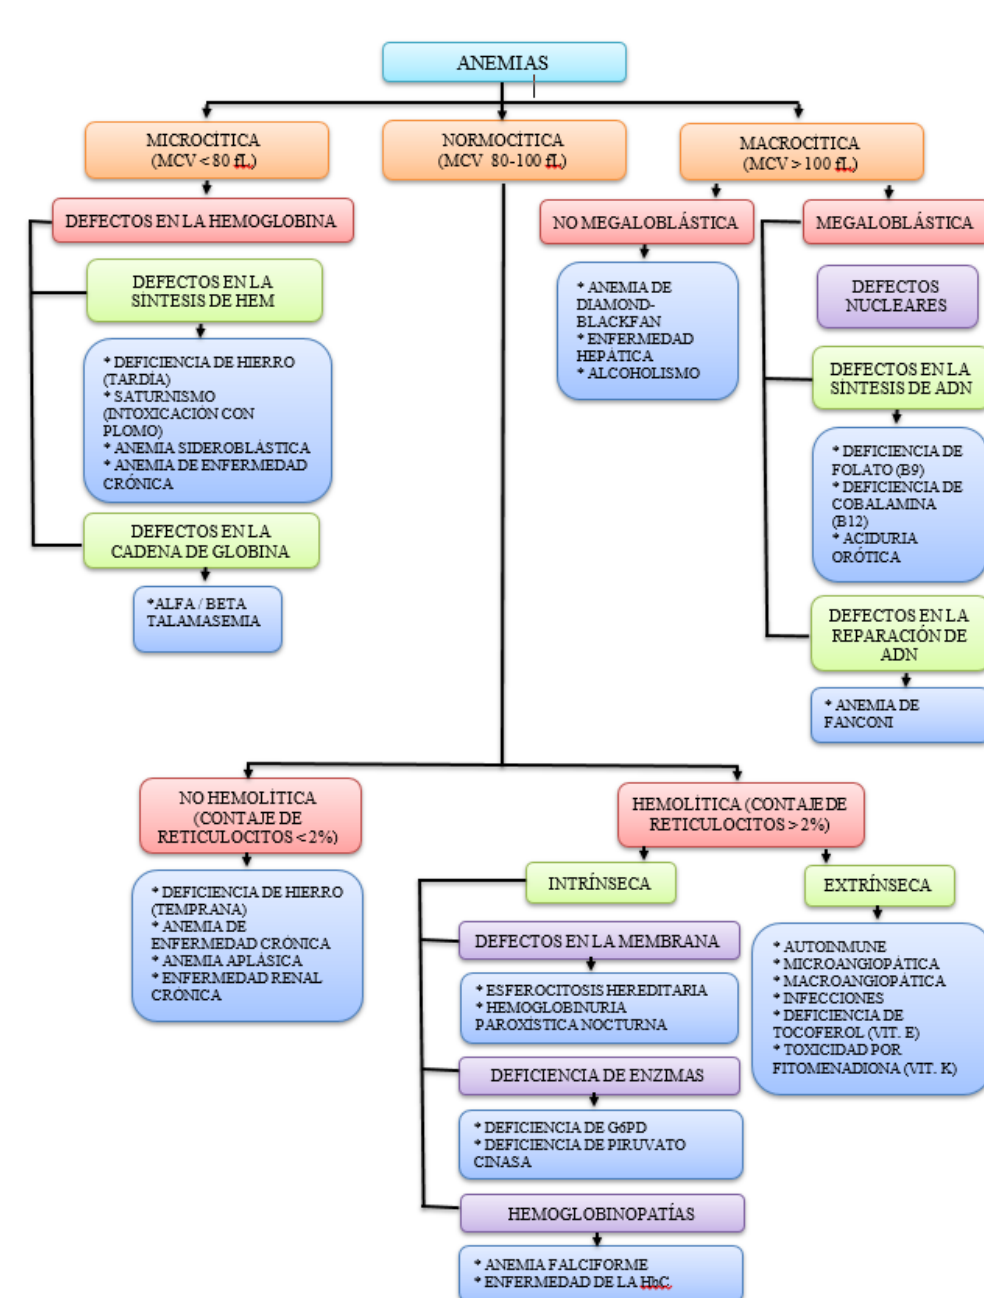 ANEMIAS
MICROCÍTICA
(MCV < 80 fL)
NORMOCÍTICA
(MCV 80-100 fL)
MACROCÍTICA
(MCV > 100 fL)
DEFECTOS EN LA HEMOGLOBINA
DEFECTOS EN LA
SÍNTESIS DE HEM
* DEFICIENCIA DE HIERRO
(TARDÍA)
* SATURNISMO
(INTOXICACIÓN CON
PLOMO)
* ANEMIA SIDEROBLÁSTICA
* ANEMIA DE ENFERMEDAD
CRÓNICA
DEFECTOS EN LA
CADENA DE GLOBINA
*ALFA / BETA
TALAMASEMIA
NO MEGALOBLÁSTICA
* ANEMIA DE
DIAMOND-
BLACKFAN
* ENFERMEDAD
HEPÁTICA
* ALCOHOLISMO
MEGALOBLÁSTICA
DEFECTOS
NUCLEARES
DEFECTOS EN LA
SÍNTESIS DE ADN
* DEFICIENCIA DE
FOLATO (B9)
* DEFICIENCIA DE
COBALAMINA
(B12)
* ACIDURIA
ORÓTICA
DEFECTOS EN LA
REPARACIÓN DE
ADN
* ANEMIA DE
FANCONI
NO HEMOLÍTICA
(CONTAJE DE
RETICULOCITOS < 2%)
* DEFICIENCIA DE HIERRO
(TEMPRANA)
* ANEMIA DE
ENFERMEDAD CRÓNICA
* ANEMIA APLÁSICA
* ENFERMEDAD RENAL
CRÓNICA
HEMOLÍTICA (CONTAJE DE
RETICULOCITOS > 2%)
INTRÍNSECA
DEFECTOS EN LA MEMBRANA
* ESFEROCITOSIS HEREDITARIA
* HEMOGLOBINURIA
PAROXÍSTICA NOCTURNA
DEFICIENCIA DE ENZIMAS
* DEFICIENCIA DE G6PD
* DEFICIENCIA DE PIRUVATO
CINASA
HEMOGLOBINOPATÍAS
* ANEMIA FALCIFORME
* ENFERMEDAD DE LA HbC
EXTRÍNSECA
* AUTOINMUNE
* MICROANGIOPÁTICA
* MACROANGIOPÁTICA
* INFECCIONES
* DEFICIENCIA DE
TOCOFEROL (VIT. E)
* TOXICIDAD POR
FITOMENADIONA (VIT. K)